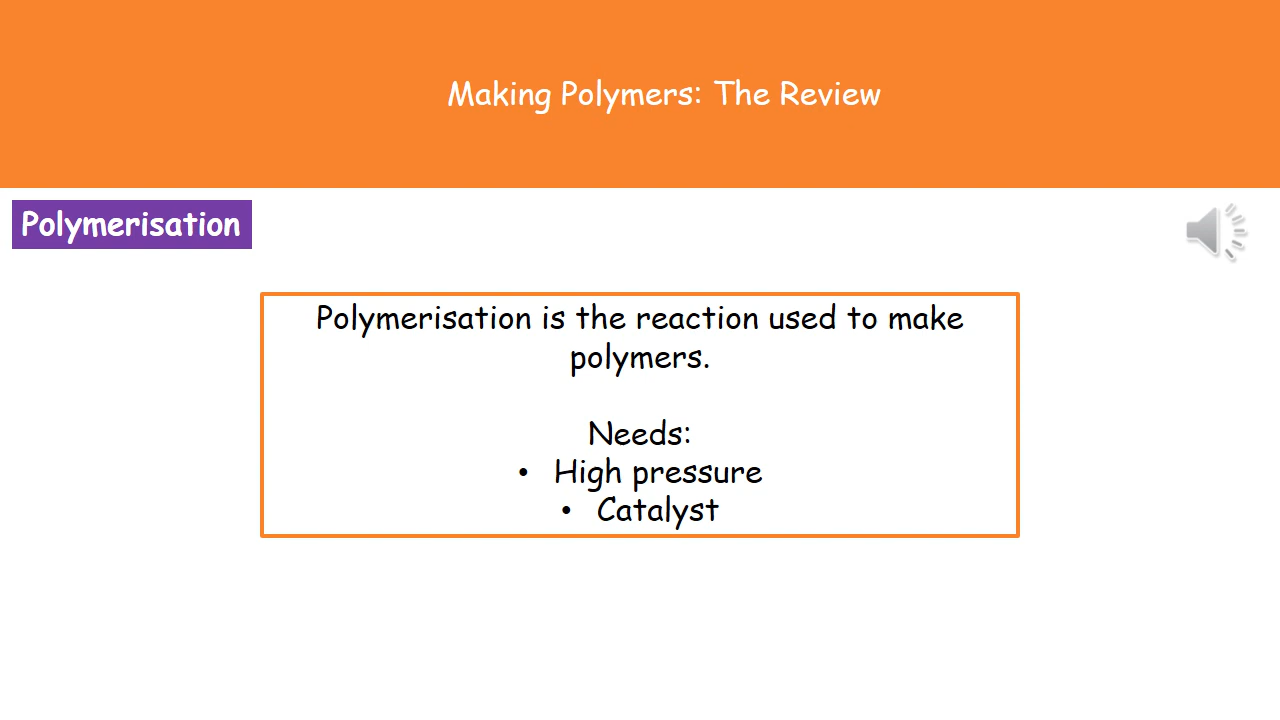 Making Polymers: The Review
Polymerisation
Polymerisation is the reaction used to make
polymers.
Needs:
• High pressure
• Catalyst